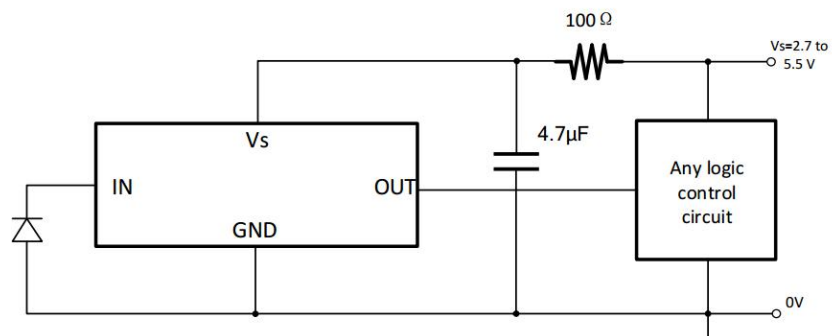 100 Ω
Vs=2.7 to
5.5 V
Vs
4.7μF
IN
OUT
Any logic
control
circuit
GND
0V